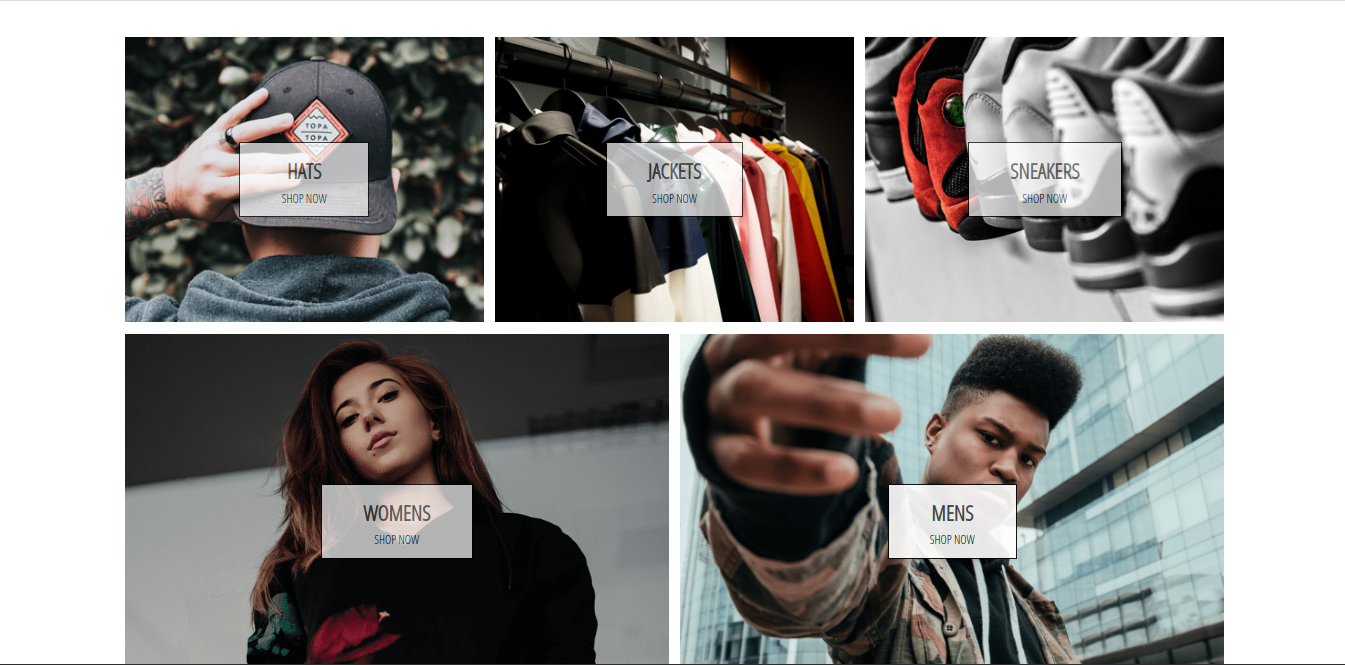 TOPA
TOPA
HATS
SHOP NOW
JACKETS
SHOP NOW
SNEAKERS
SHOP NOW
WOMENS
SHOP NOW
MENS
SHOP NOW